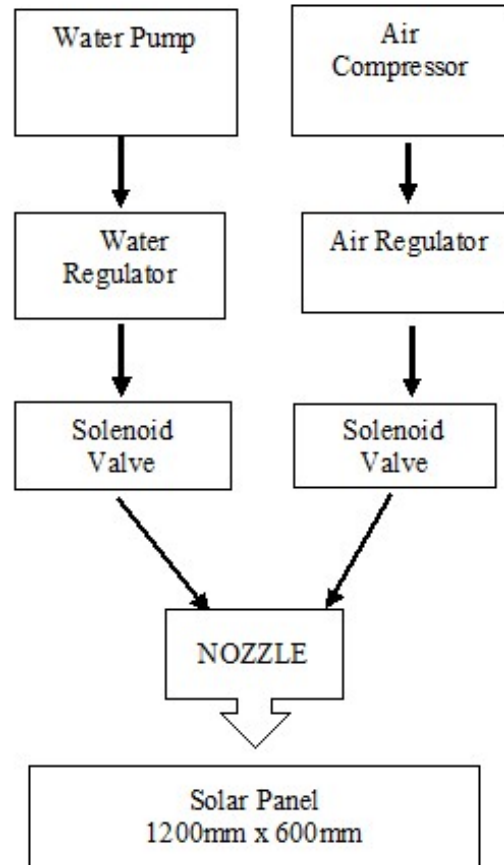 Water Pump
Air
Compressor
Water
Regulator
Air Regulator
Solenoid
Valve
Solenoid
Valve
NOZZLE
Solar Panel
1200mm x 600mm